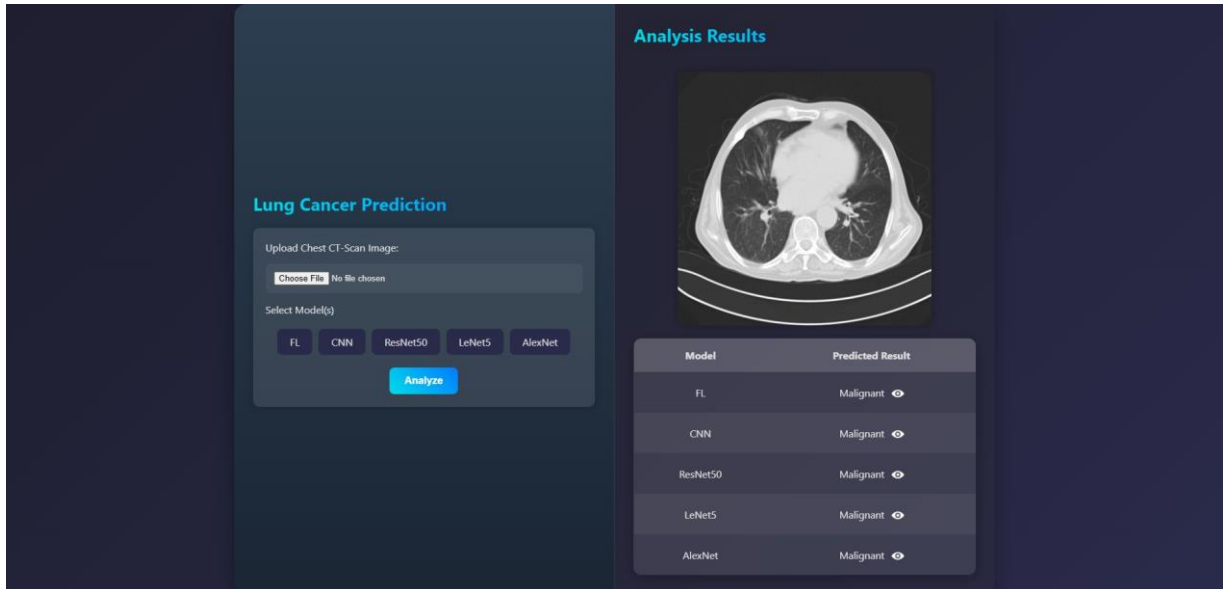 Lung Cancer Prediction
Upload Chest CT-Scan Image:
Choose File No file chosen
Select Model(s)
FL CNN ResNet50 LeNet5 AlexNet
Analyze
Analysis Results
Model Predicted Result
FL Malignant
CNN Malignant
ResNet50 Malignant
LeNet5 Malignant
AlexNet Malignant